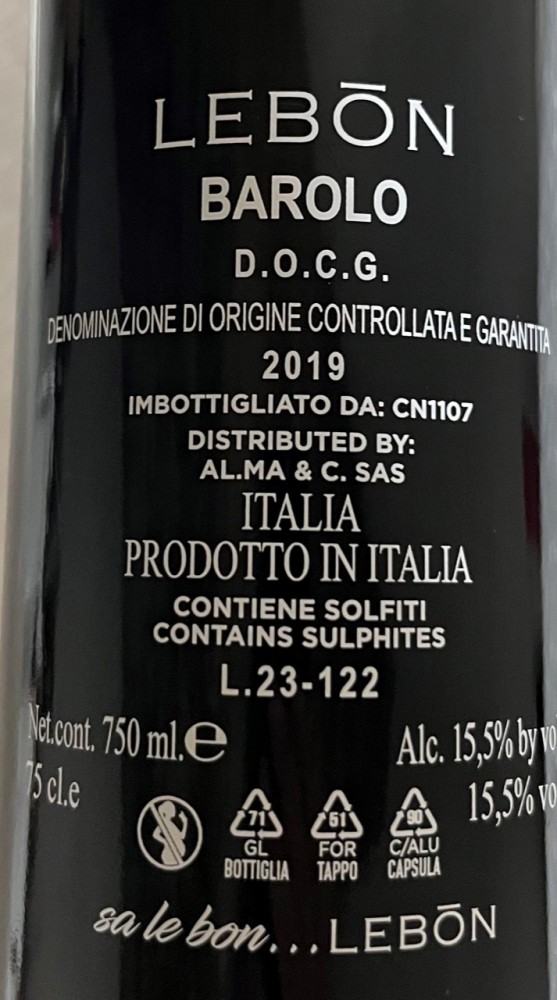 LEBŌN
BAROLO
D.O.C.G.
DENOMINAZIONE DI ORIGINE CONTROLLATA E GARANTITA
2019
IMBOTTIGLIATO DA: CN1107
DISTRIBUTED BY:
AL.MA & C. SAS
ITALIA
PRODOTTO IN ITALIA
CONTIENE SOLFITI
CONTAINS SULPHITES
L.23-122
Net.cont. 750 ml.e
75 cl.e
Alc. 15,5% by vo
15,5% vo
71
GL
BOTTIGLIA
51
FOR
TAPPO
90
C/ALU
CAPSULA
sa le bon...LEBŌN